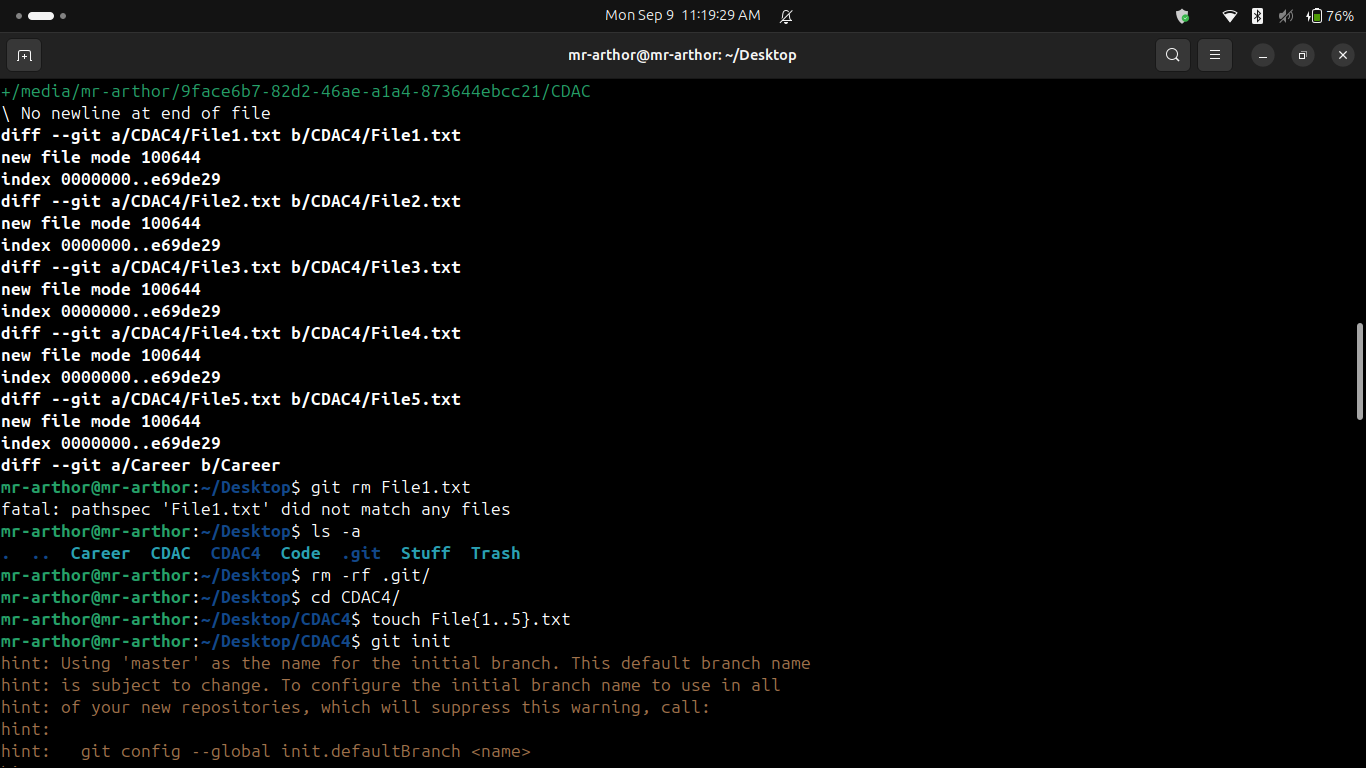 Mon Sep 9 11:19:29 AM
76%
mr-arthor@mr-arthor: ~/Desktop
+/media/mr-arthor/9face6b7-82d2-46ae-a1a4-873644ebcc21/CDAC
\ No newline at end of file
diff --git a/CDAC4/File1.txt b/CDAC4/File1.txt
new file mode 100644
index 0000000..e69de29
diff --git a/CDAC4/File2.txt b/CDAC4/File2.txt
new file mode 100644
index 0000000..e69de29
diff --git a/CDAC4/File3.txt b/CDAC4/File3.txt
new file mode 100644
index 0000000..e69de29
diff --git a/CDAC4/File4.txt b/CDAC4/File4.txt
new file mode 100644
index 0000000..e69de29
diff --git a/CDAC4/File5.txt b/CDAC4/File5.txt
new file mode 100644
index 0000000..e69de29
diff --git a/Career b/Career
mr-arthor@mr-arthor:~/Desktop$ git rm File1.txt
fatal: pathspec 'File1.txt' did not match any files
mr-arthor@mr-arthor:~/Desktop$ ls -a
. .. Career CDAC CDAC4 Code .git Stuff Trash
mr-arthor@mr-arthor:~/Desktop$ rm -rf .git/
mr-arthor@mr-arthor:~/Desktop$ cd CDAC4/
mr-arthor@mr-arthor:~/Desktop/CDAC4$ touch File{1..5}.txt
mr-arthor@mr-arthor:~/Desktop/CDAC4$ git init
hint: Using 'master' as the name for the initial branch. This default branch name
hint: is subject to change. To configure the initial branch name to use in all
hint: of your new repositories, which will suppress this warning, call:
hint:
hint:   git config --global init.defaultBranch <name>